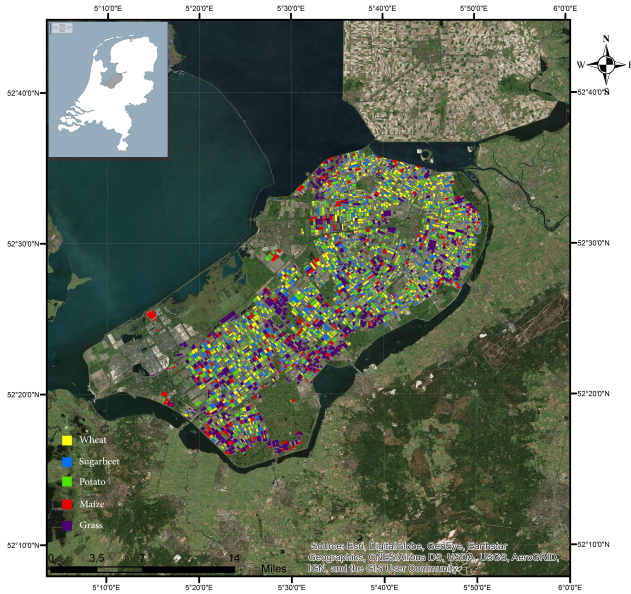 5°10'0"E 5°20'0"E 5°30'0"E 5°40'0"E 5°50'0"E 6°0'0"E
N
W E
S
52°40'0"N 52°40'0"N
52°30'0"N 52°30'0"N
52°20'0"N 52°20'0"N
Wheat
Sugarbeet
Potato
Maize
Grass
52°10'0"N 52°10'0"N
Source: Esri, DigitalGlobe, GeoEye, Earthstar
Geographics, CNES/Airbus DS, USDA, USGS, AeroGRID,
IGN, and the GIS User Community
0 3.5 7 14
Miles
5°10'0"E 5°20'0"E 5°30'0"E 5°40'0"E 5°50'0"E 6°0'0"E